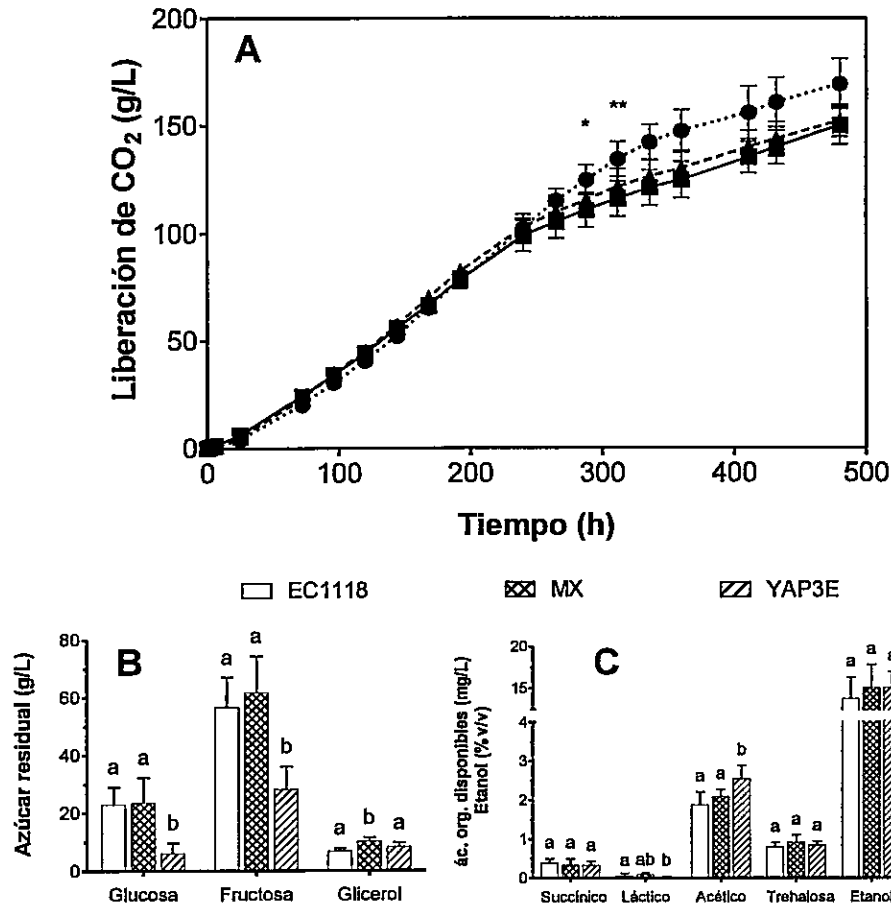 A
Liberación de CO₂ (g/L)
200
150
100
50
0
* **
0 100 200 300 400 500
Tiempo (h)
EC1118 MX YAP3E
B
Azúcar residual (g/L)
80
60
40
20
0
a a b a a b a b a
Glucosa Fructosa Glicerol
C
ác. org. disponibles (mg/L)
Etanol (% v/v)
20
15
4
3
2
1
0
a a a a ab b a a b a a a a a a
Succínico Láctico Acético Trehalosa Etanol